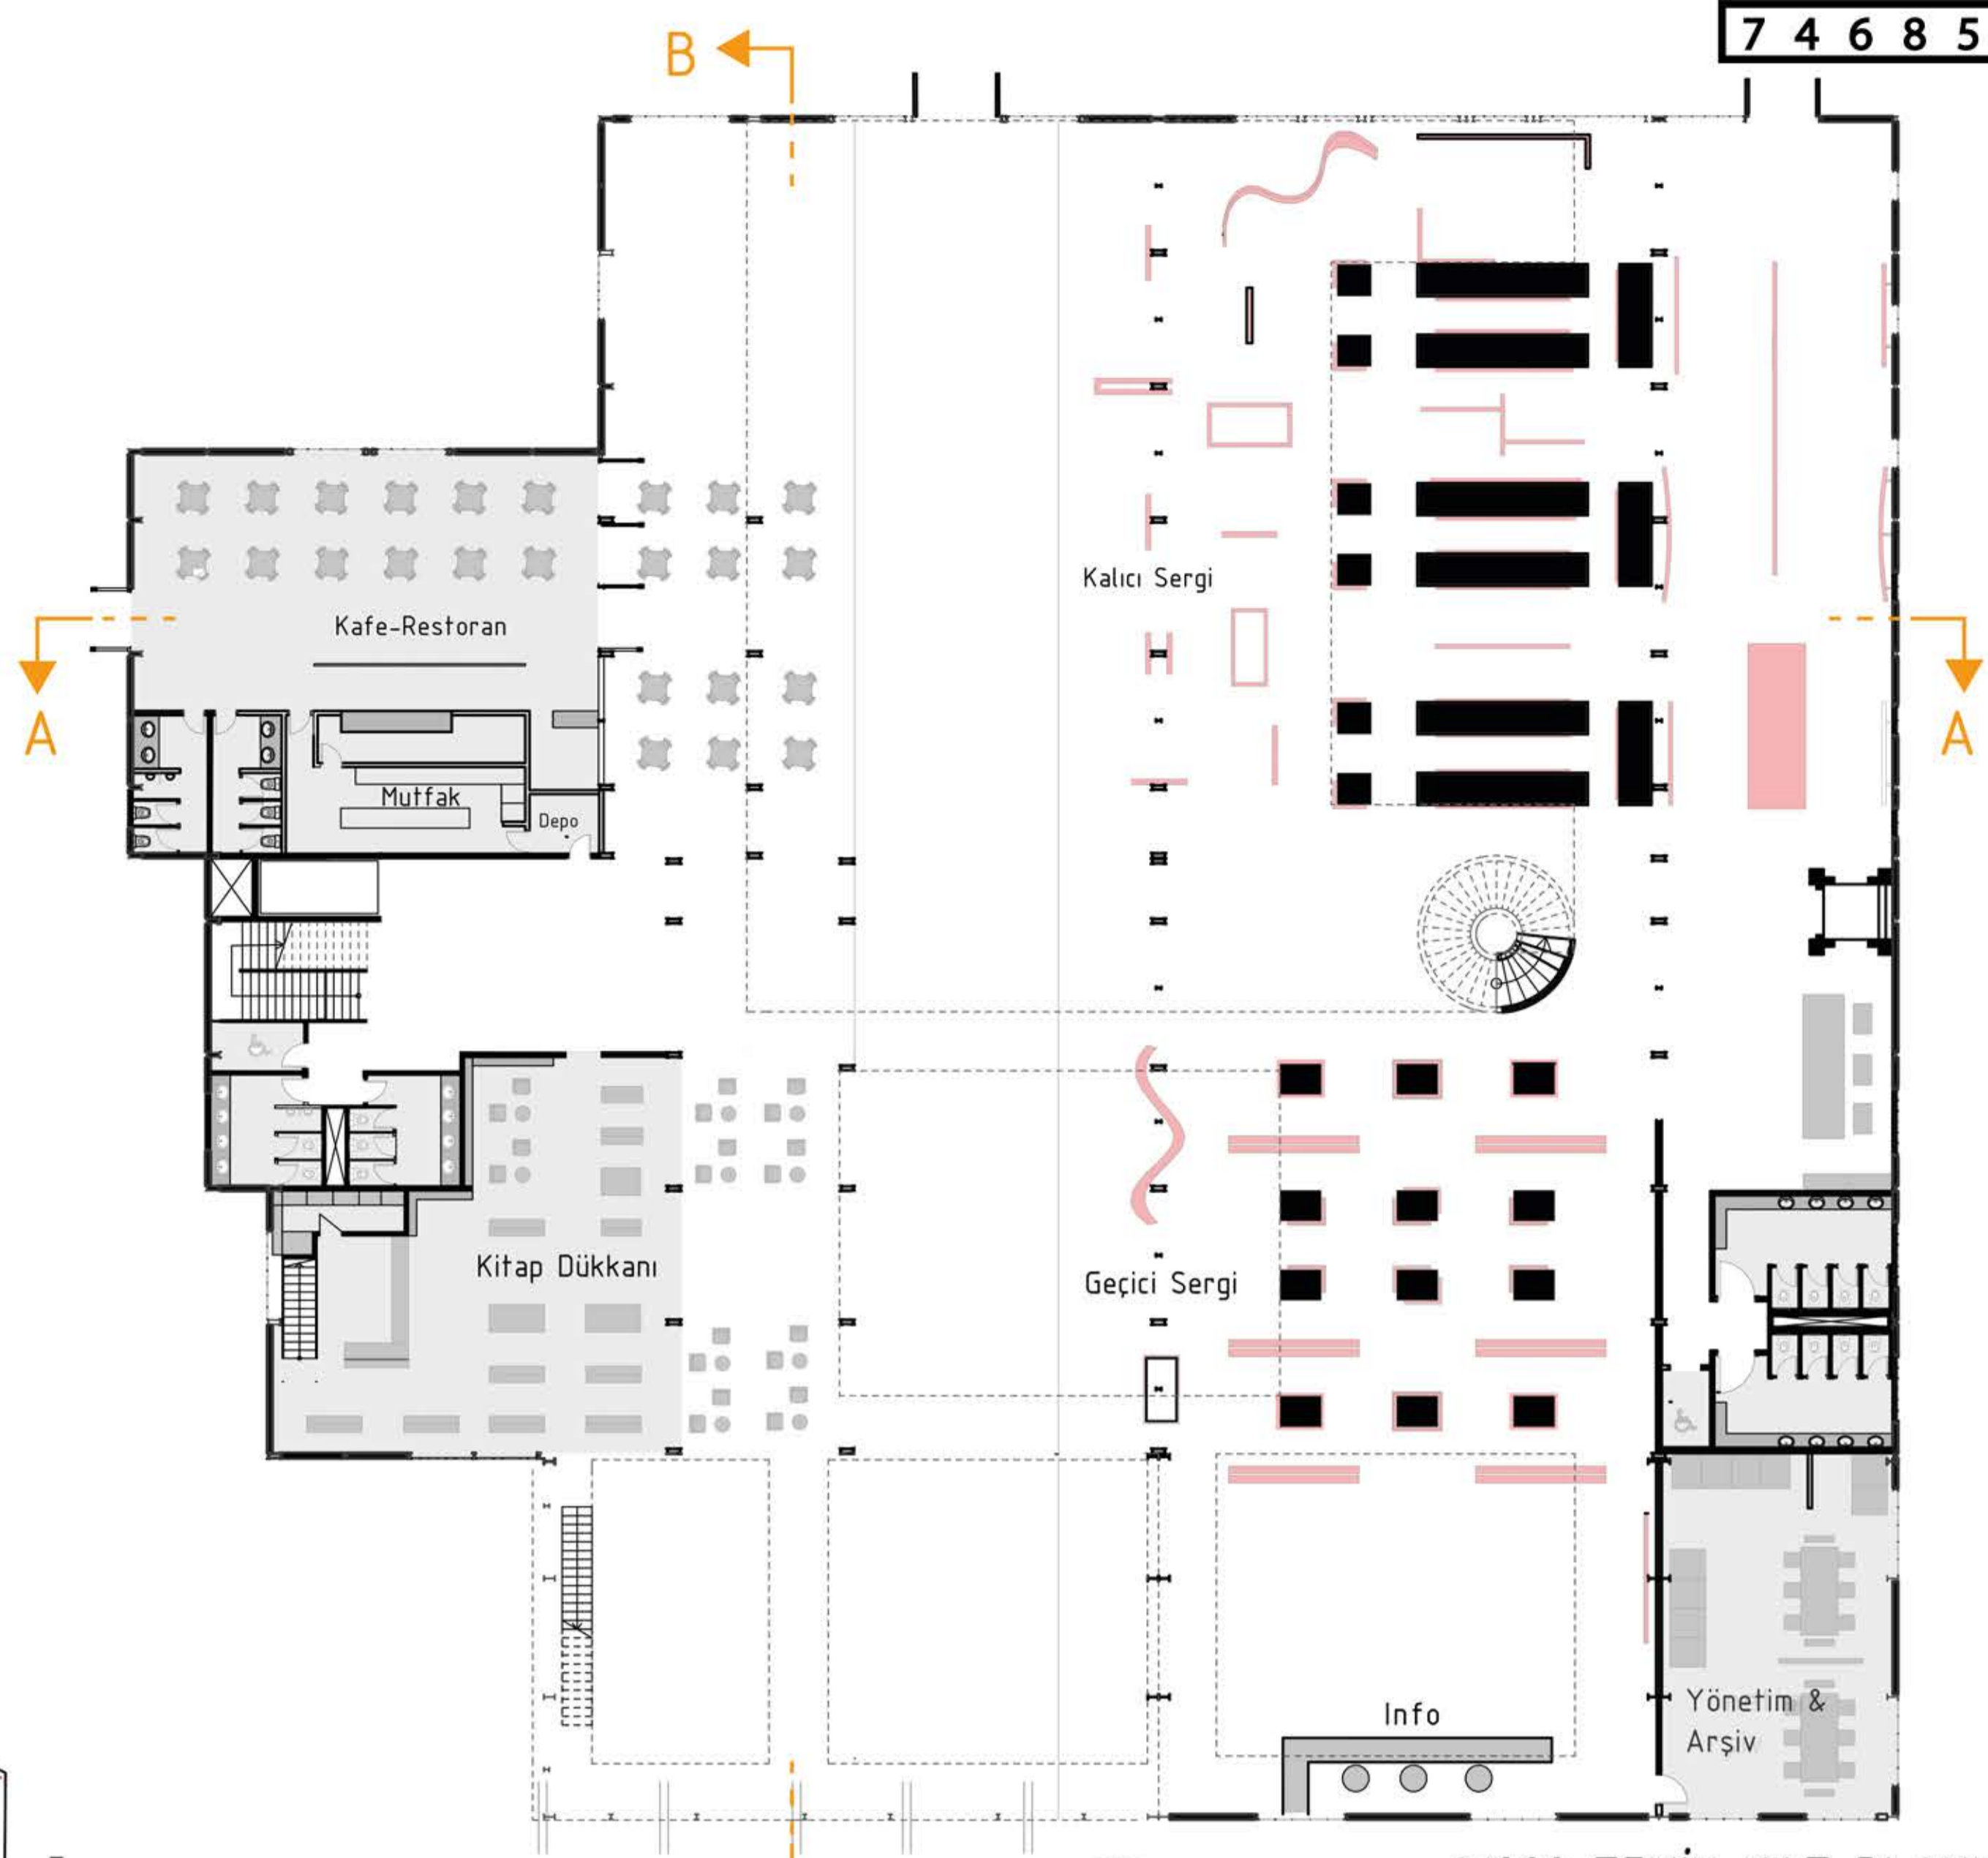 7 4 6 8 5
B
Kalıcı Sergi
Kafe-Restoran
A
A
Mutfak
Depo
Kitap Dükkanı
Geçici Sergi
Info
Yönetim &
Arşiv